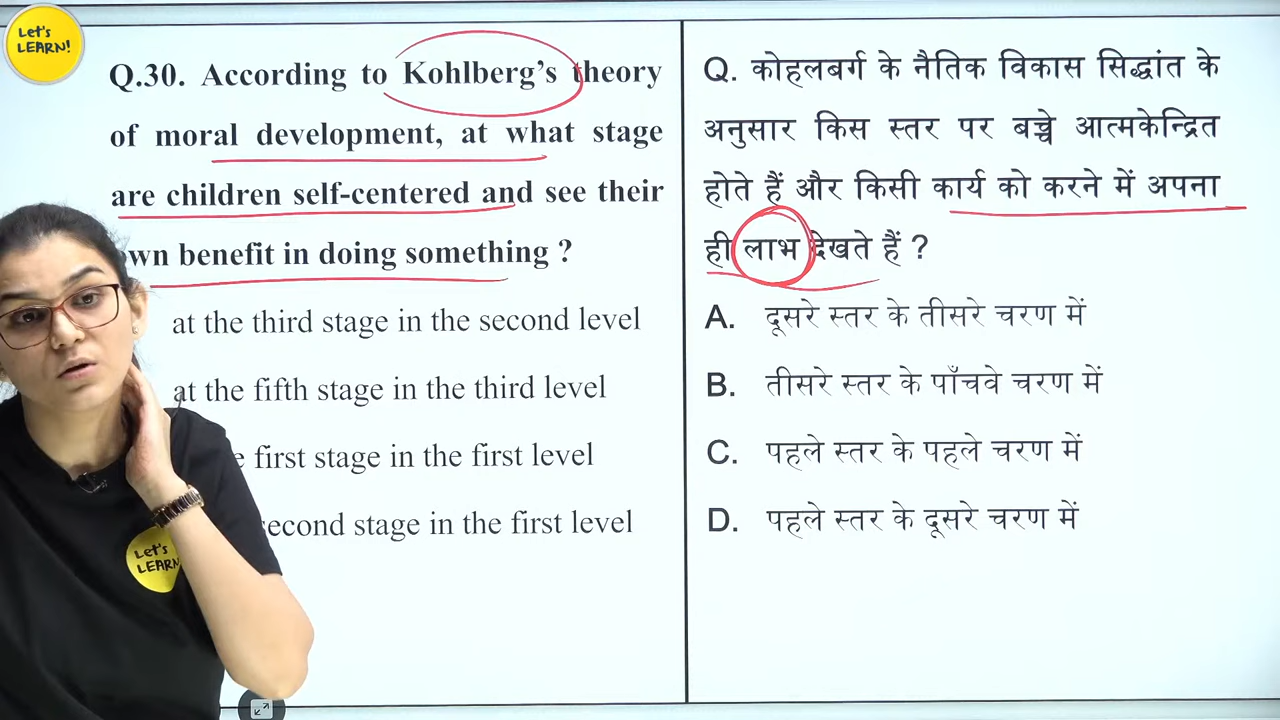 Let's
LEARN!
Q.30. According to Kohlberg's theory
of moral development, at what stage
are children self-centered and see their
benefit in doing something ?
at the third stage in the second level
at the fifth stage in the third level
first stage in the first level
second stage in the first level
Q. कोहलबर्ग के नैतिक विकास सिद्धांत के
अनुसार किस स्तर पर बच्चे आत्मकेन्द्रित
होते हैं और किसी कार्य को करने में अपना
ही लाभ देखते हैं ?
A. दूसरे स्तर के तीसरे चरण में
B. तीसरे स्तर के पाँचवे चरण में
C. पहले स्तर के पहले चरण में
D. पहले स्तर के दूसरे चरण में
Let's
LEARN